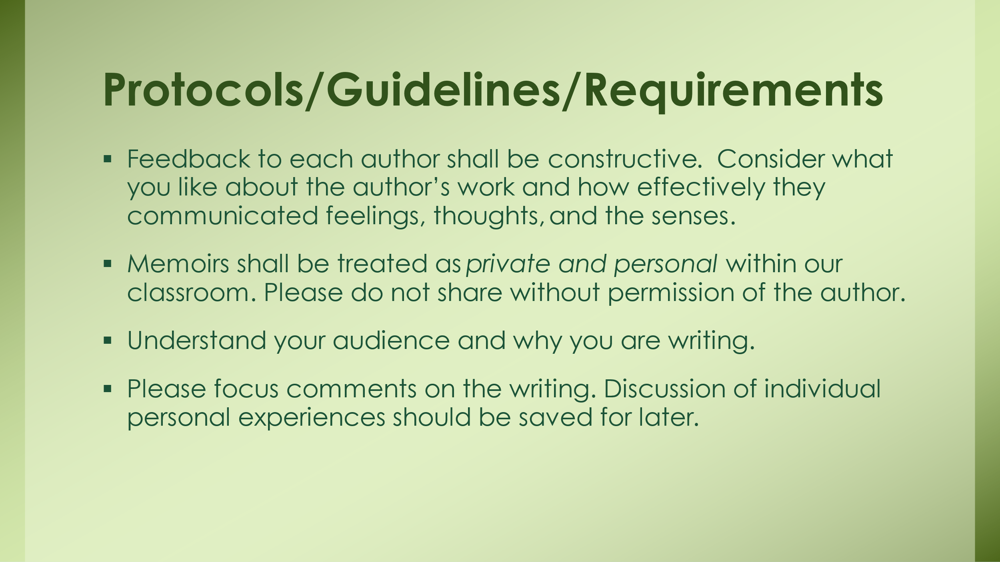 Protocols/Guidelines/Requirements
▪ Feedback to each author shall be constructive.  Consider what
you like about the author’s work and how effectively they
communicated feelings, thoughts, and the senses.
▪ Memoirs shall be treated as private and personal within our
classroom. Please do not share without permission of the author.
▪ Understand your audience and why you are writing.
▪ Please focus comments on the writing. Discussion of individual
personal experiences should be saved for later.